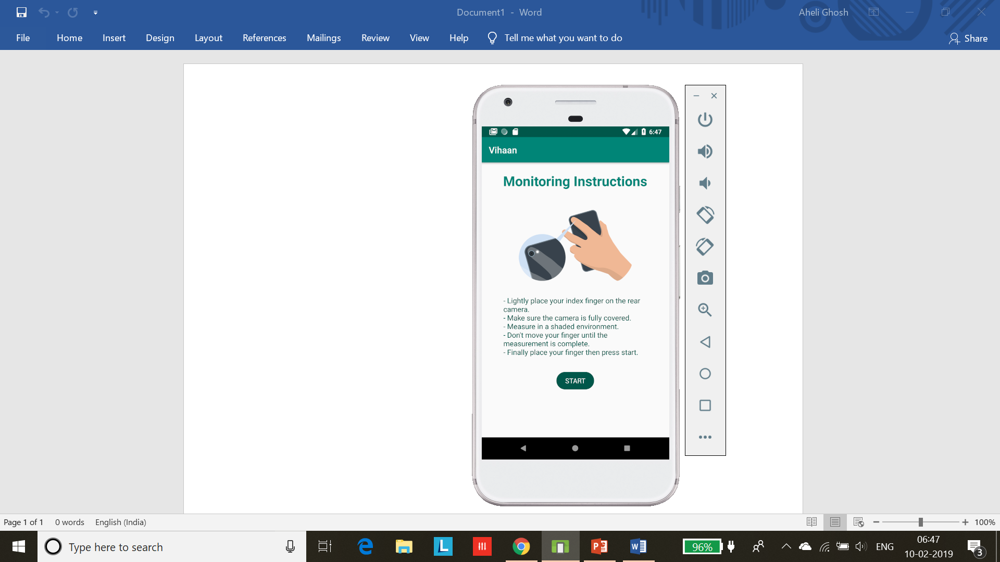 Document1 - Word
Aheli Ghosh
File Home Insert Design Layout References Mailings Review View Help Tell me what you want to do Share
6:47
Vihaan
Monitoring Instructions
- Lightly place your index finger on the rear
camera.
- Make sure the camera is fully covered.
- Measure in a shaded environment.
- Don't move your finger until the
measurement is complete.
- Finally place your finger then press start.
START
Page 1 of 1 0 words English (India) 100%
Type here to search
96%
ENG
06:47
10-02-2019
3